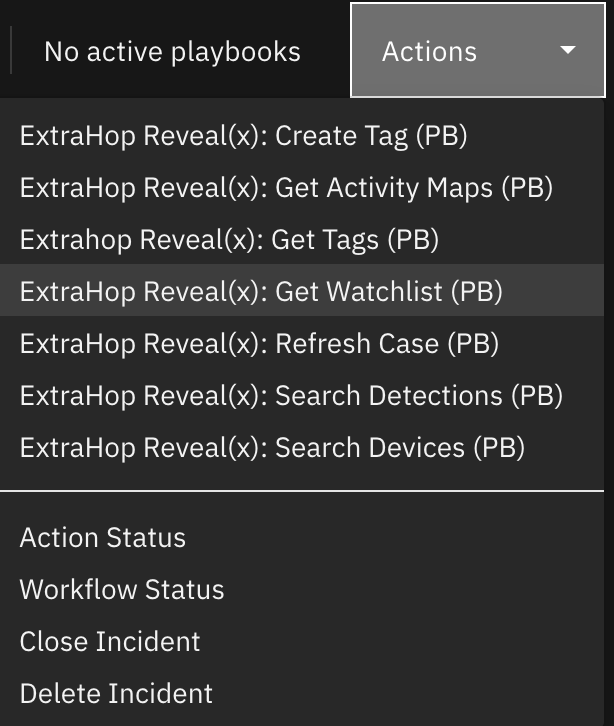 No active playbooks
Actions
ExtraHop Reveal(x): Create Tag (PB)
ExtraHop Reveal(x): Get Activity Maps (PB)
Extrahop Reveal(x): Get Tags (PB)
ExtraHop Reveal(x): Get Watchlist (PB)
ExtraHop Reveal(x): Refresh Case (PB)
ExtraHop Reveal(x): Search Detections (PB)
ExtraHop Reveal(x): Search Devices (PB)
Action Status
Workflow Status
Close Incident
Delete Incident